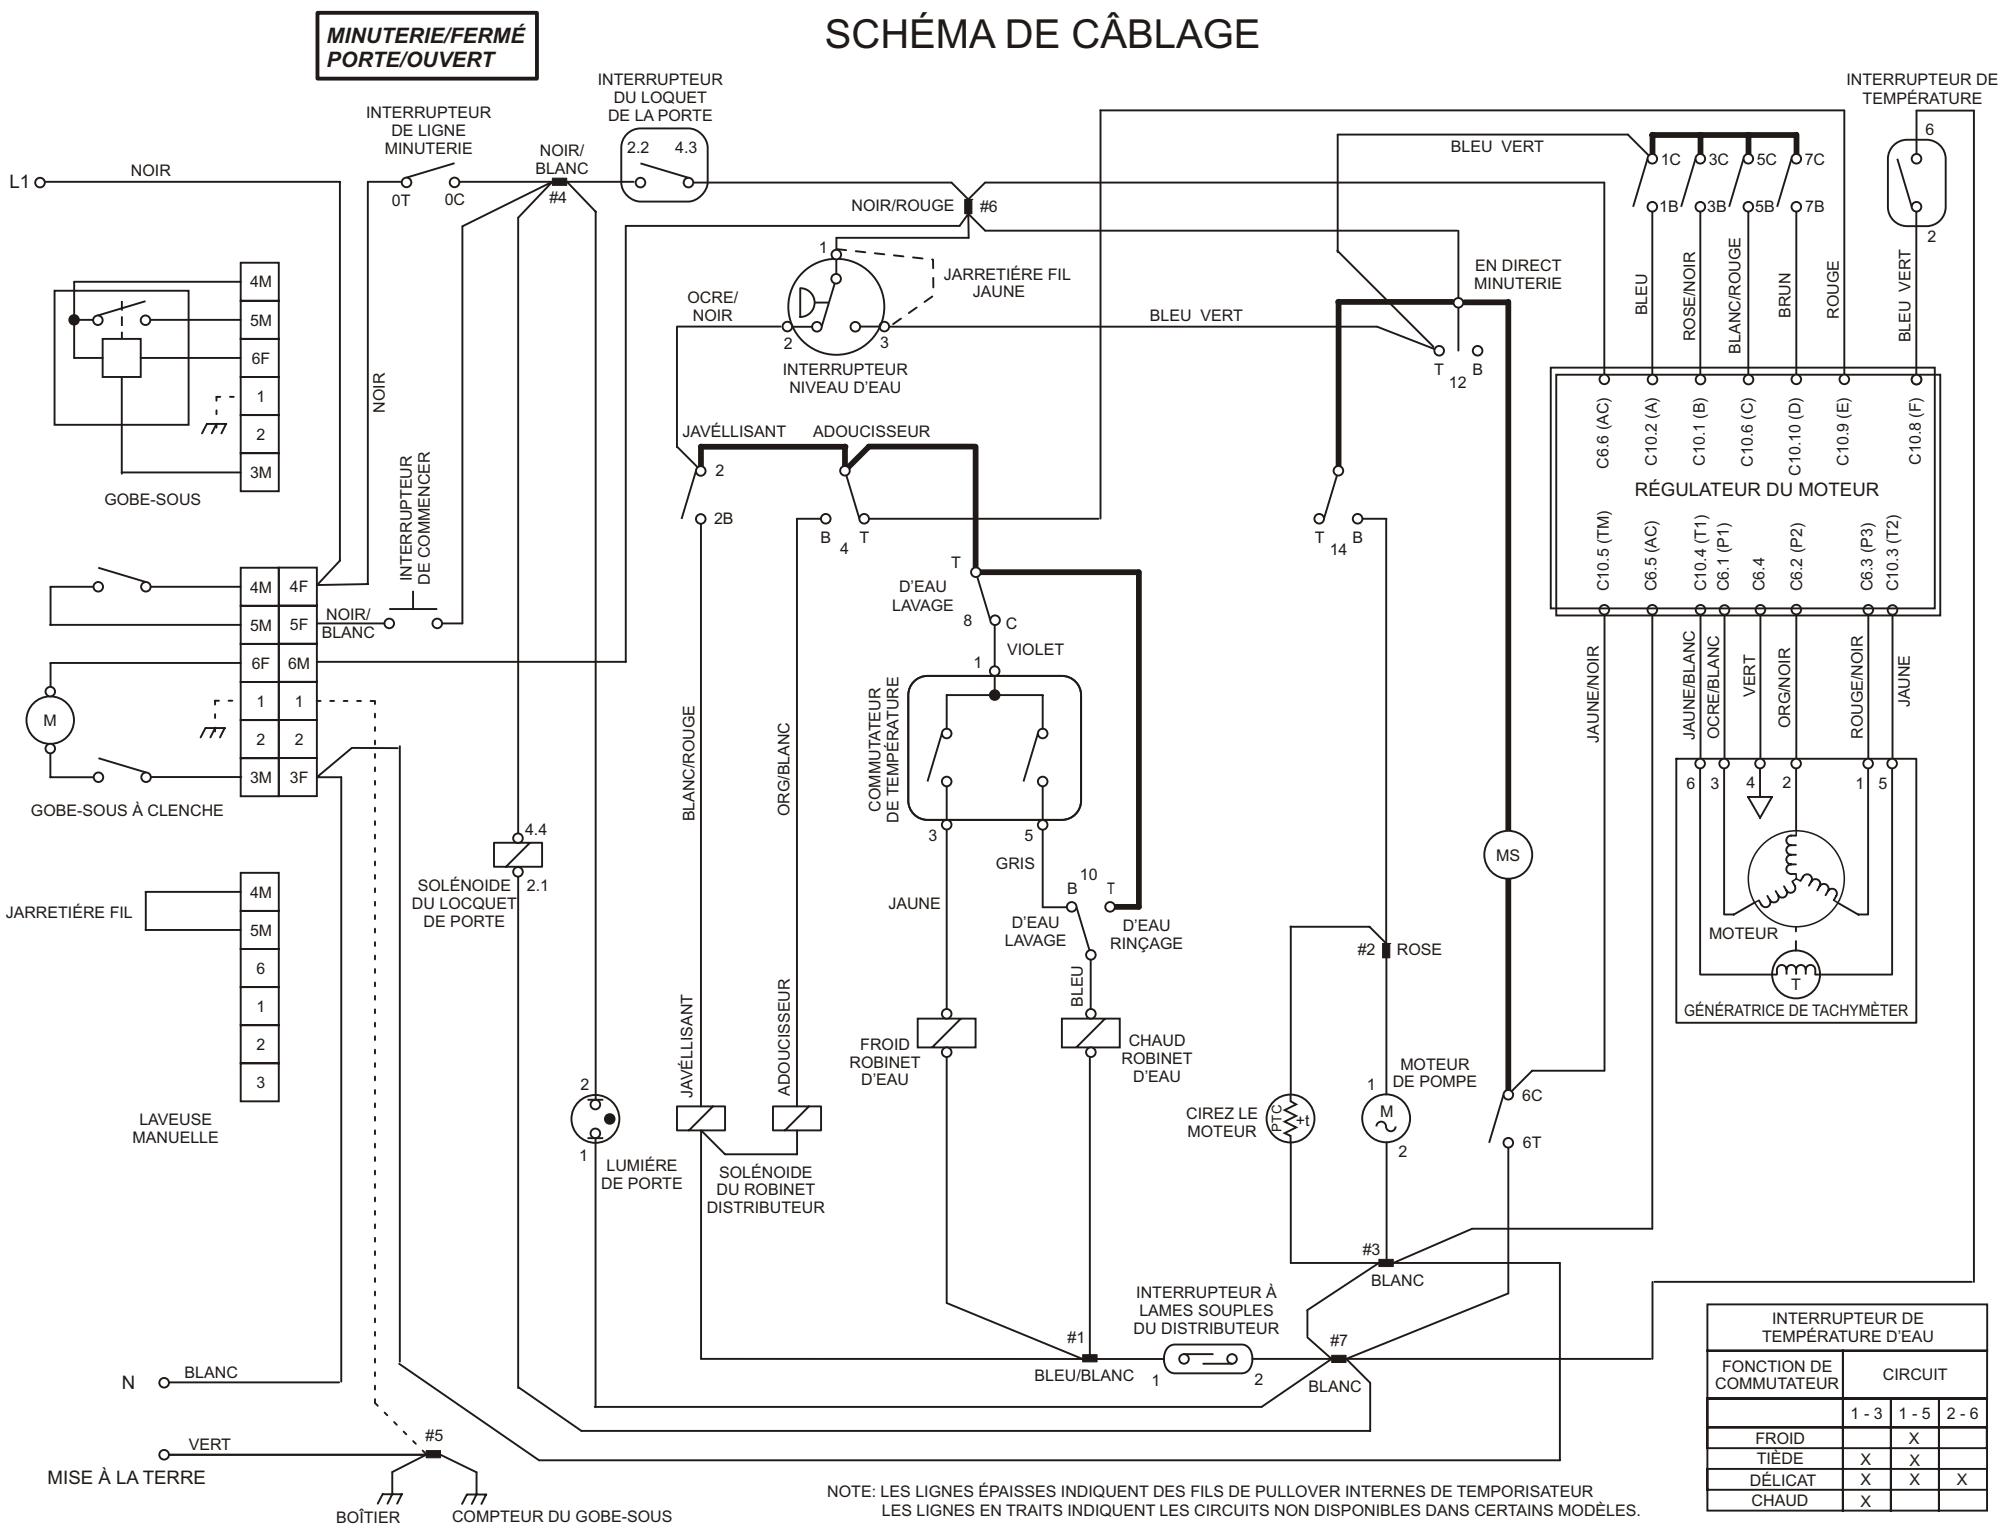 SCHÉMA DE CÂBLAGE
MINUTERIE/FERMÉ
PORTE/OUVERT
INTERRUPTEUR
DE LIGNE
MINUTERIE
0T
0C
NOIR/
BLANC
#4
INTERRUPTEUR
DU LOQUET
DE LA PORTE
2.2
4.3
L1
NOIR
NOIR/ROUGE
#6
BLEU VERT
1C
3C
5C
7C
1B
3B
5B
7B
INTERRUPTEUR DE
TEMPÉRATURE
6
2
4M
5M
6F
1
2
3M
GOBE-SOUS
NOIR
INTERRUPTEUR
DE COMMENCER
1
2
3
JARRETIÉRE FIL
JAUNE
OCRE/
NOIR
INTERRUPTEUR
NIVEAU D'EAU
BLEU VERT
EN DIRECT
MINUTERIE
T
B
12
BLEU
ROSE/NOIR
BLANC/ROUGE
BRUN
ROUGE
BLEU VERT
C6.6 (AC)
C10.2 (A)
C10.1 (B)
C10.6 (C)
C10.10 (D)
C10.9 (E)
C10.8 (F)
RÉGULATEUR DU MOTEUR
C10.5 (TM)
C6.5 (AC)
C10.4 (T1)
C6.1 (P1)
C6.4
C6.2 (P2)
C6.3 (P3)
C10.3 (T2)
JAVÉLLISANT
ADOUCISSEUR
2
2B
B
4
T
T
14
B
4M
4F
5M
5F
6F
6M
1
1
2
2
3M
3F
NOIR/
BLANC
M
GOBE-SOUS À CLENCHE
T
D'EAU
LAVAGE
8
C
VIOLET
1
COMMUTATEUR
DE TEMPÉRATURE
3
5
GRIS
JAUNE
B
10
T
D'EAU
LAVAGE
D'EAU
RINÇAGE
BLEU
BLANC/ROUGE
ORG/BLANC
JAUNE/NOIR
JAUNE/BLANC
OCRE/BLANC
VERT
ORG/NOIR
ROUGE/NOIR
JAUNE
6
3
4
2
1
5
MOTEUR
T
GÉNÉRATRICE DE TACHYMÈTER
MS
4.4
2.1
SOLÉNOIDE
DU LOCQUET
DE PORTE
JARRETIÉRE FIL
4M
5M
6
1
2
3
LAVEUSE
MANUELLE
#2
ROSE
FROID
ROBINET
D'EAU
CHAUD
ROBINET
D'EAU
JAVÉLLISANT
ADOUCISSEUR
CIREZ LE
MOTEUR
PTC
+t
MOTEUR
DE POMPE
1
M
2
6C
6T
2
1
LUMIÉRE
DE PORTE
SOLÉNOIDE
DU ROBINET
DISTRIBUTEUR
#3
BLANC
INTERRUPTEUR À
LAMES SOUPLES
DU DISTRIBUTEUR
#1
BLEU/BLANC
1
2
#7
BLANC
N
BLANC
VERT
MISE À LA TERRE
#5
BOÎTIER
COMPTEUR DU GOBE-SOUS
INTERRUPTEUR DE
TEMPÉRATURE D'EAU
FONCTION DE
COMMUTATEUR
CIRCUIT
1 - 3 1 - 5 2 - 6
FROID X
TIÈDE X X
DÉLICAT X X X
CHAUD X
NOTE: LES LIGNES ÉPAISSES INDIQUENT DES FILS DE PULLOVER INTERNES DE TEMPORISATEUR
LES LIGNES EN TRAITS INDIQUENT LES CIRCUITS NON DISPONIBLES DANS CERTAINS MODÈLES.